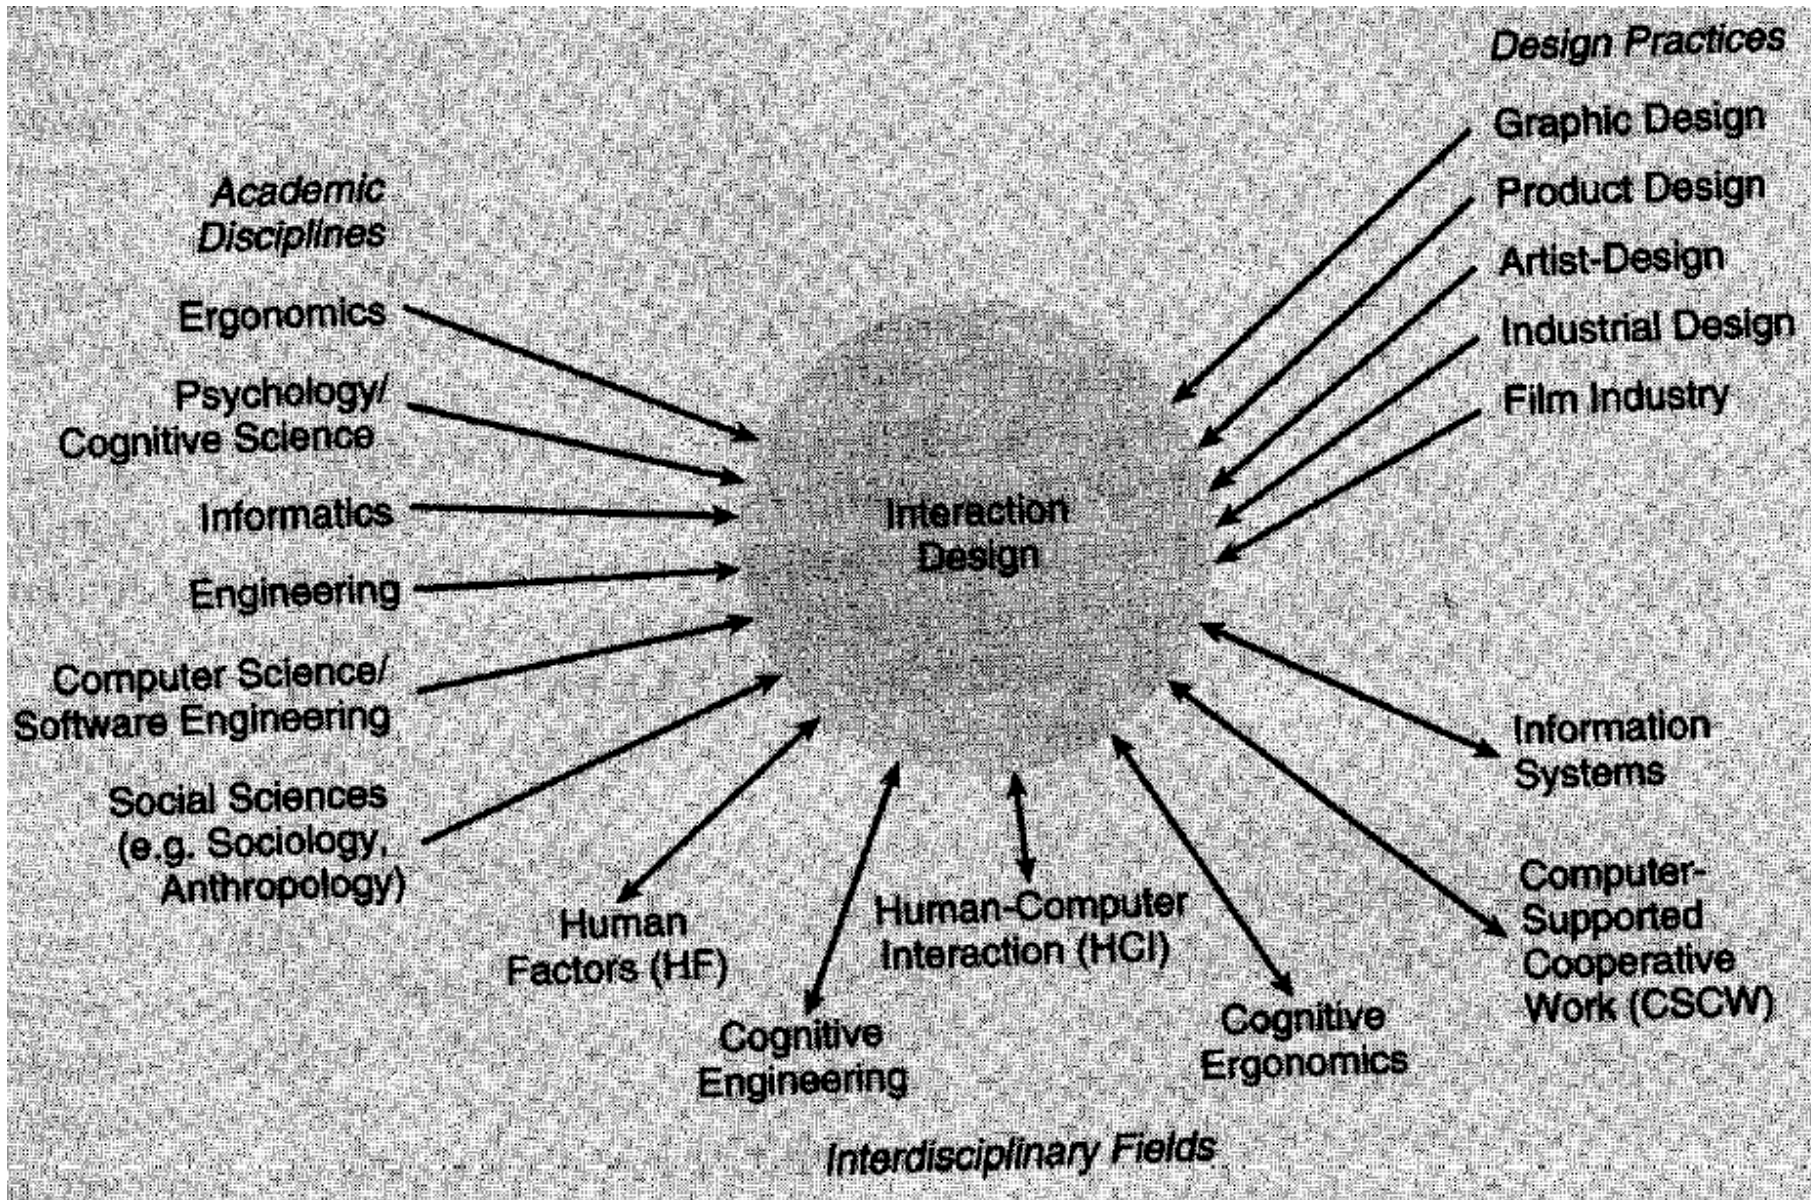 Design Practices
Graphic Design
Product Design
Artist-Design
Industrial Design
Film Industry
Academic
Disciplines
Ergonomics
Psychology/
Cognitive Science
Informatics
Engineering
Computer Science/
Software Engineering
Social Sciences
(e.g. Sociology,
Anthropology)
Interaction
Design
Information
Systems
Computer-
Supported
Cooperative
Work (CSCW)
Human
Factors (HF)
Cognitive
Engineering
Human-Computer
Interaction (HCI)
Cognitive
Ergonomics
Interdisciplinary Fields